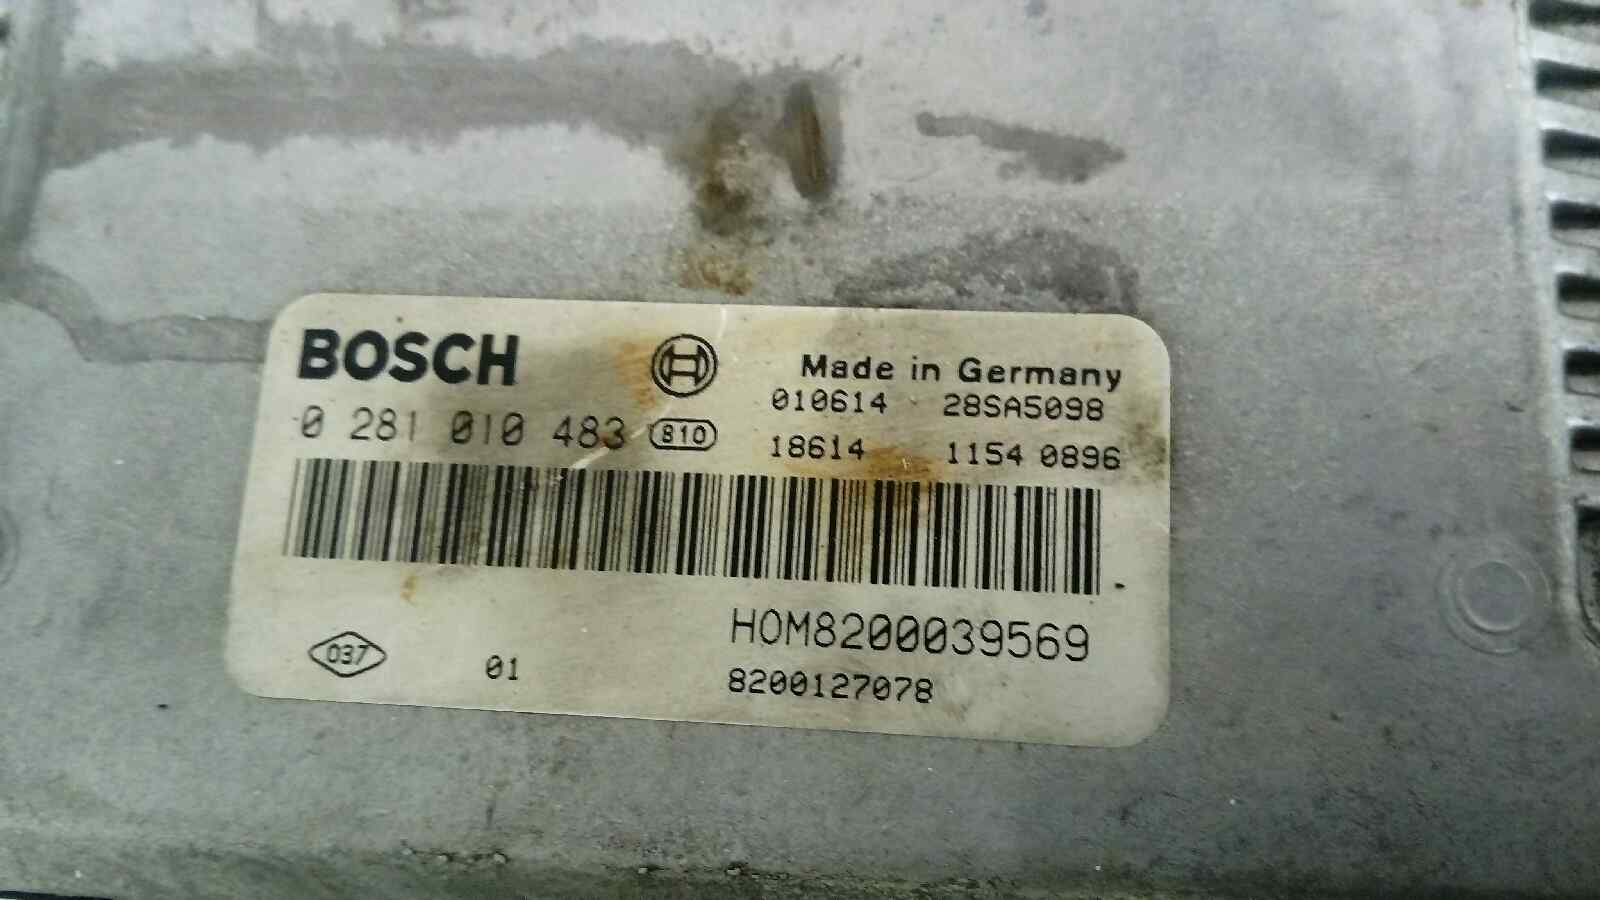 BOSCH
Made in Germany
010614 28SA5098
0 281 010 483 810
18614 1154 0896
HOM8200039569
037 01
8200127078